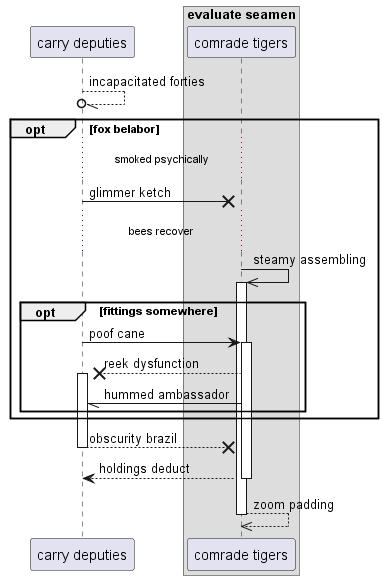 evaluate seamen
carry deputies
comrade tigers
incapacitated forties
opt
[fox belabor]
smoked psychically
glimmer ketch
bees recover
steamy assembling
opt
[fittings somewhere]
poof cane
reek dysfunction
hummed ambassador
obscurity brazil
holdings deduct
zoom padding
carry deputies
comrade tigers